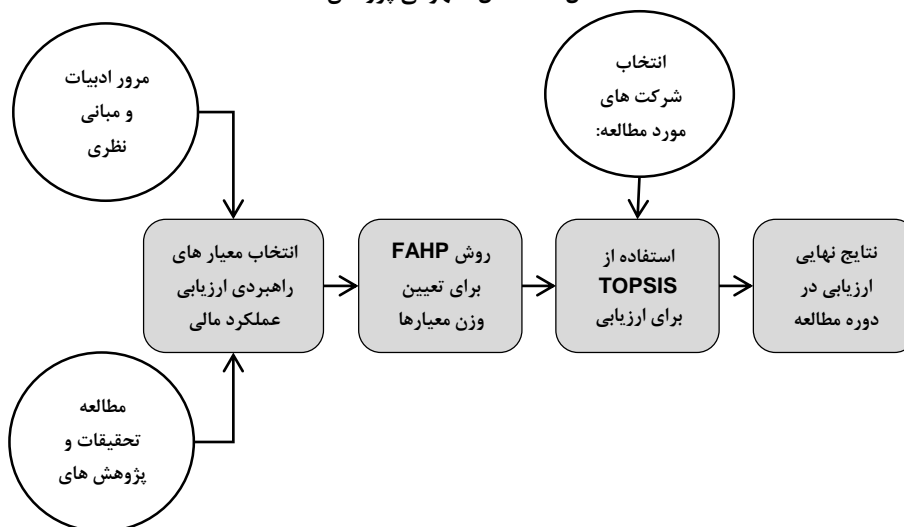 مرور ادبیات
و مبانی
نظری
انتخاب
شرکت های
مورد مطالعه:
انتخاب معیار های
راهبردی ارزیابی
عملکرد مالی
روش FAHP
برای تعیین
وزن معیارها
استفاده از
TOPSIS
برای ارزیابی
نتایج نهایی
ارزیابی در
دوره مطالعه
مطالعه
تحقیقات و
پژوهش های